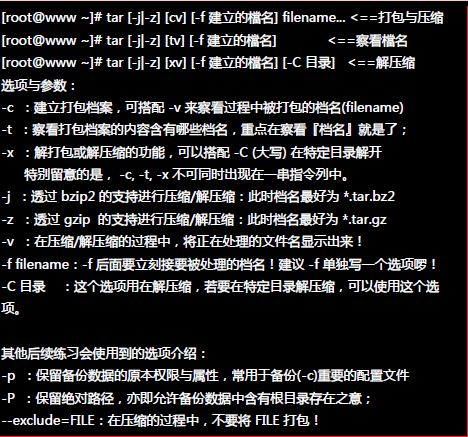 [root@www ~]# tar [-j|-z] [cv] [-f 建立的檔名] filename... <==打包与压缩
[root@www ~]# tar [-j|-z] [tv] [-f 建立的檔名] <==察看檔名
[root@www ~]# tar [-j|-z] [xv] [-f 建立的檔名] [-C 目录] <==解压缩
选项与参数：
-c ：建立打包档案，可搭配 -v 来察看过程中被打包的档名(filename)
-t ：察看打包档案的内容含有哪些档名，重点在察看『档名』就是了；
-x ：解打包或解压缩的功能，可以搭配 -C (大写) 在特定目录解开
特别留意的是， -c, -t, -x 不可同时出现在一串指令列中。
-j ：透过 bzip2 的支持进行压缩/解压缩：此时档名最好为 *.tar.bz2
-z ：透过 gzip 的支持进行压缩/解压缩：此时档名最好为 *.tar.gz
-v ：在压缩/解压缩的过程中，将正在处理的文件名显示出来！
-f filename：-f 后面要立刻接要被处理的档名！建议 -f 单独写一个选项啰！
-C 目录 ：这个选项用在解压缩，若要在特定目录解压缩，可以使用这个选
项。
其他后续练习会使用到的选项介绍：
-p ：保留备份数据的原本权限与属性，常用于备份(-c)重要的配置文件
-P ：保留绝对路径，亦即允许备份数据中含有根目录存在之意；
--exclude=FILE：在压缩的过程中，不要将 FILE 打包！